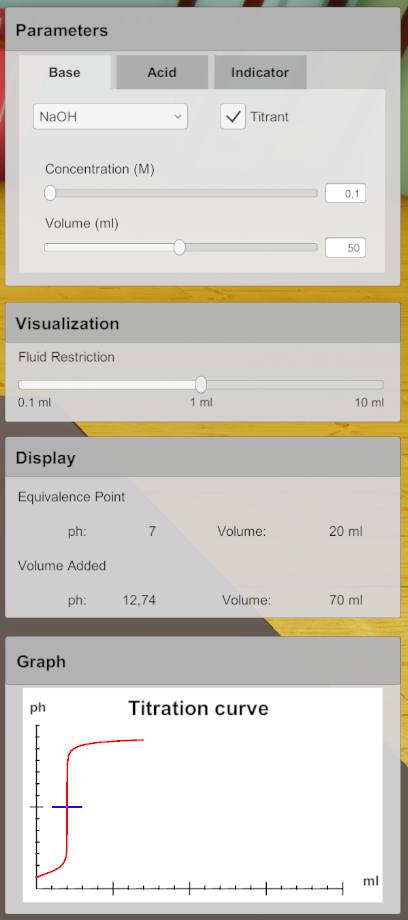 Parameters
Base Acid Indicator
NaOH Titrant
Concentration (M)
0,1
Volume (ml)
50
Visualization
Fluid Restriction
0.1 ml 1 ml 10 ml
Display
Equivalence Point
ph: 7 Volume: 20 ml
Volume Added
ph: 12,74 Volume: 70 ml
Graph
ph Titration curve
ml